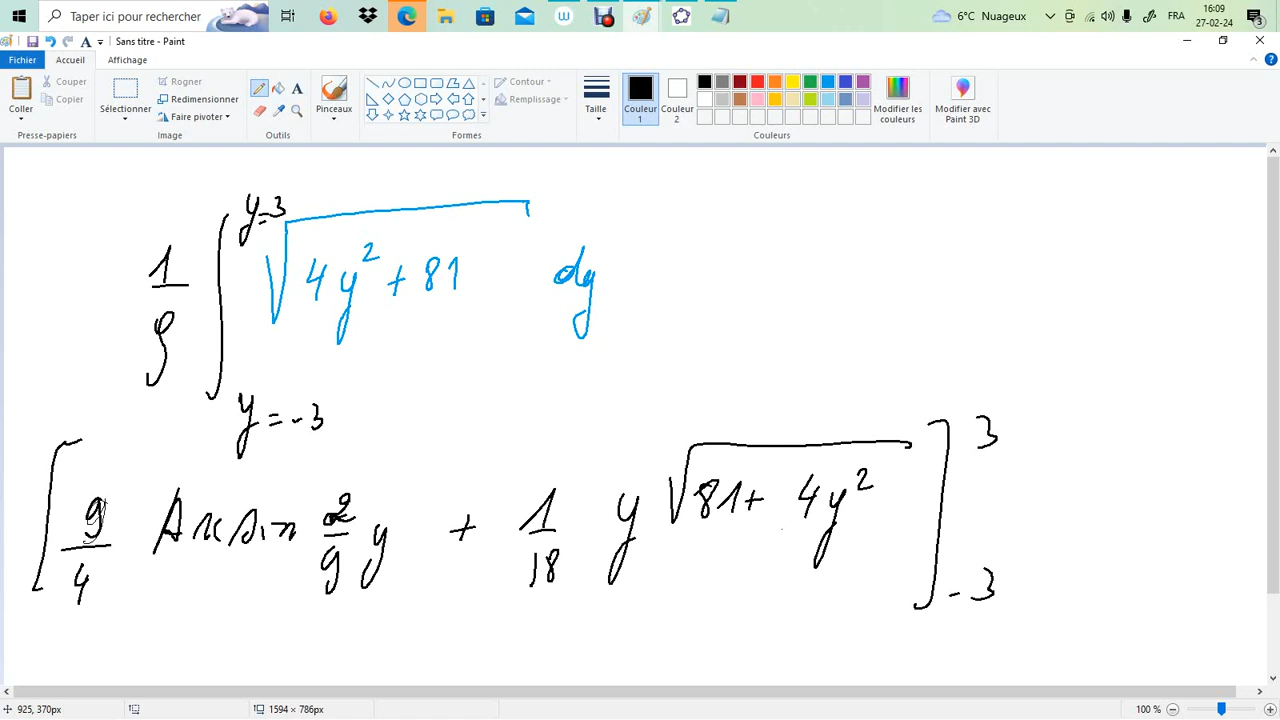 Taper ici pour rechercher
6°C Nuageux
FRA
16:09
27-02-24
3
Sans titre - Paint
Fichier
Accueil
Affichage
Coller
Couper
Copier
Presse-papiers
Sélectionner
Rogner
Redimensionner
Faire pivoter
Image
Outils
Pinceaux
Formes
Contour
Remplissage
Taille
Couleur 1
Couleur 2
Modifier les couleurs
Couleurs
Modifier avec Paint 3D
y=3
1/9 ∫ √(4y²+81) dy
y=-3
[ 9/4 Arcsin 2/9 y + 1/18 y √(81+4y²) ] 3
-3
925, 370px
1594 × 786px
100 %